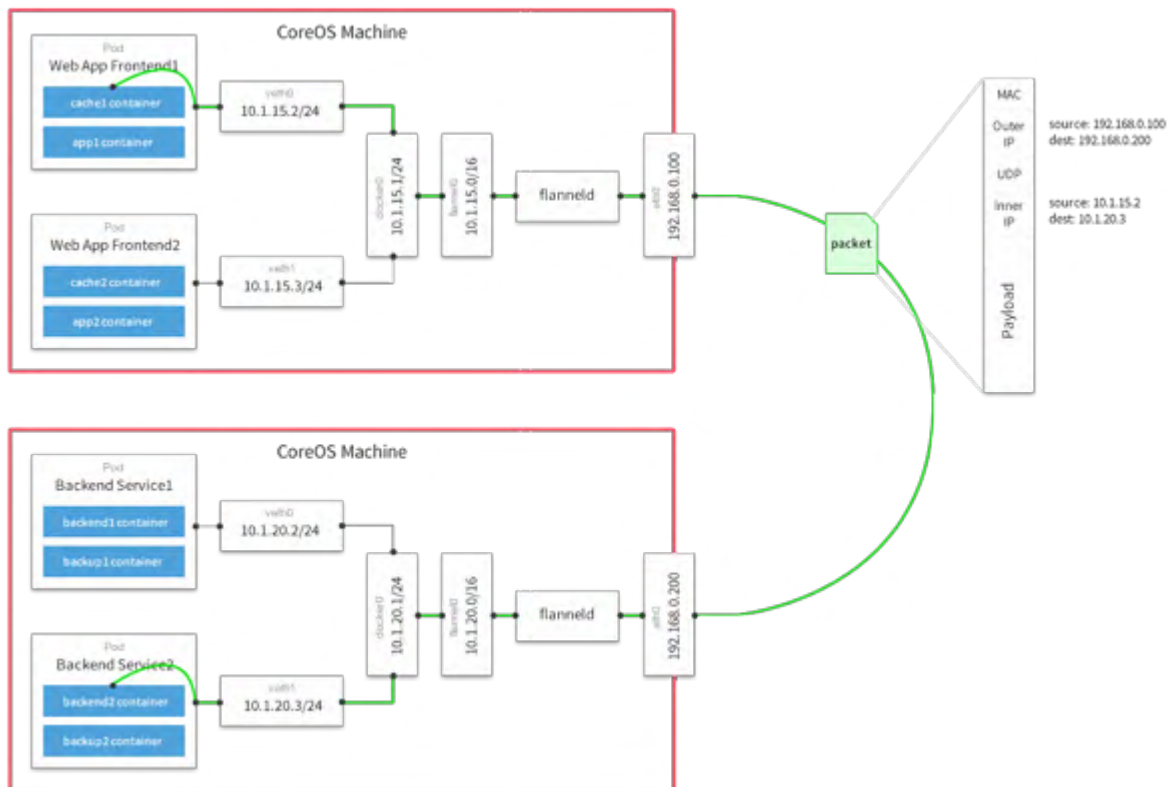 CoreOS Machine
Pod
Web App Frontend1
cache1 container
app1 container
veth0
10.1.15.2/24
Pod
Web App Frontend2
cache2 container
app2 container
veth1
10.1.15.3/24
docker0
10.1.15.1/24
flannel0
10.1.15.0/16
flanneld
eth0
192.168.0.100
packet
MAC
Outer
IP
source: 192.168.0.100
dest: 192.168.0.200
UDP
Inner
IP
source: 10.1.15.2
dest: 10.1.20.3
Payload
CoreOS Machine
Pod
Backend Service1
backend1 container
backup1 container
veth0
10.1.20.2/24
Pod
Backend Service2
backend2 container
backup2 container
veth1
10.1.20.3/24
docker0
10.1.20.1/24
flannel0
10.1.20.0/16
flanneld
eth0
192.168.0.200